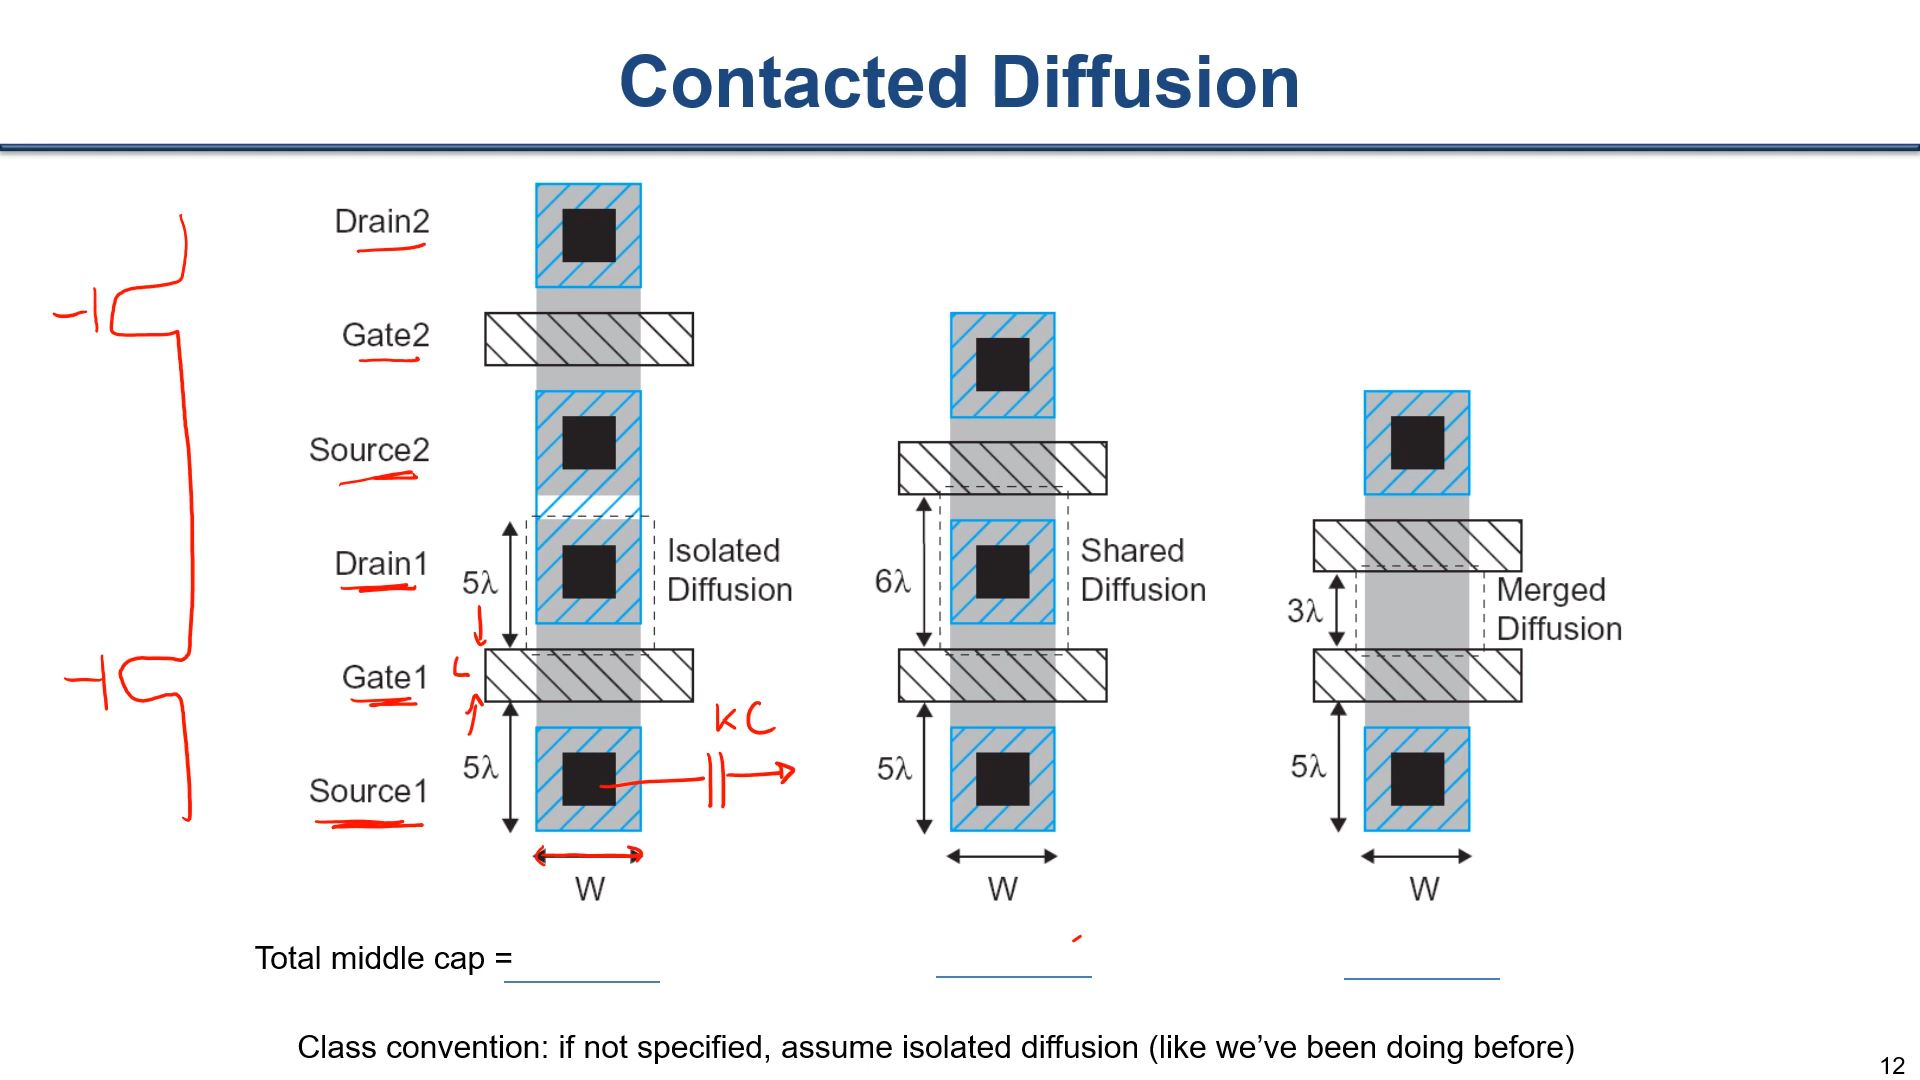 Contacted Diffusion
Drain2
Gate2
Source2
Drain1
5λ
Isolated
Diffusion
6λ
Shared
Diffusion
3λ
Merged
Diffusion
L
Gate1
KC
Source1
5λ
5λ
5λ
W
W
W
Total middle cap =
Class convention: if not specified, assume isolated diffusion (like we’ve been doing before)
12